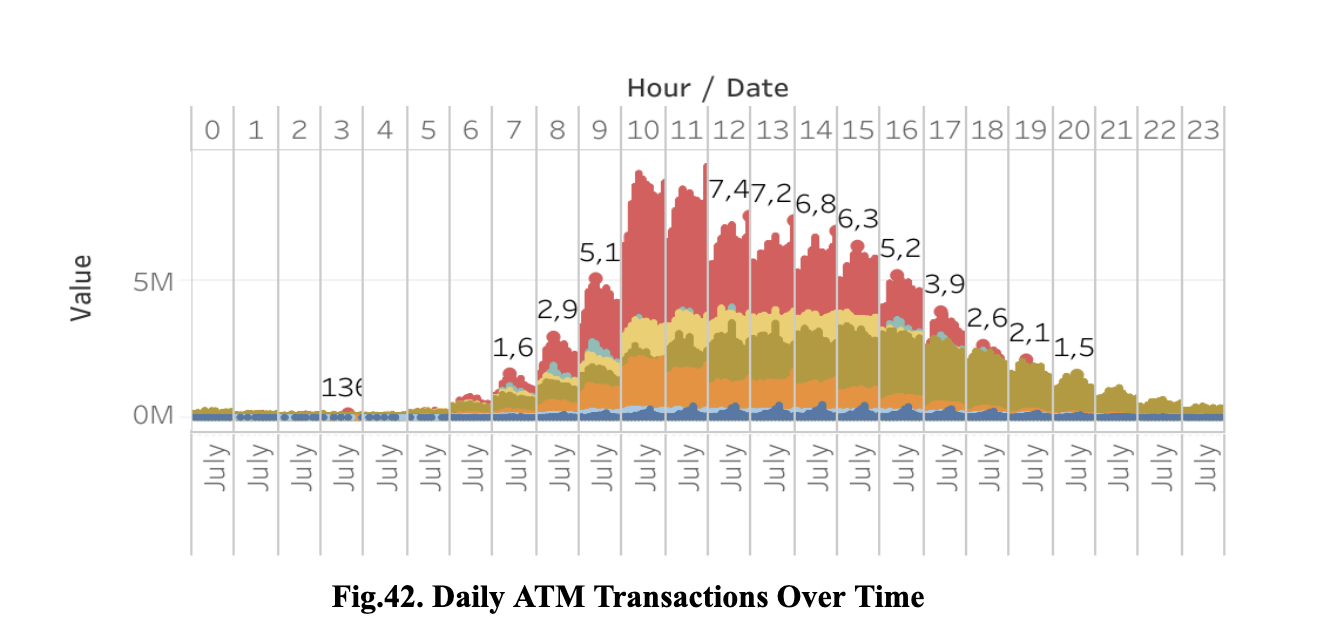 Hour / Date
0 1 2 3 4 5 6 7 8 9 10 11 12 13 14 15 16 17 18 19 20 21 22 23
Value
5M
0M
136
1,6
2,9
5,1
7,4
7,2
6,8
6,3
5,2
3,9
2,6
2,1
1,5
July July July July July July July July July July July July July July July July July July July July July July July July
Fig.42. Daily ATM Transactions Over Time